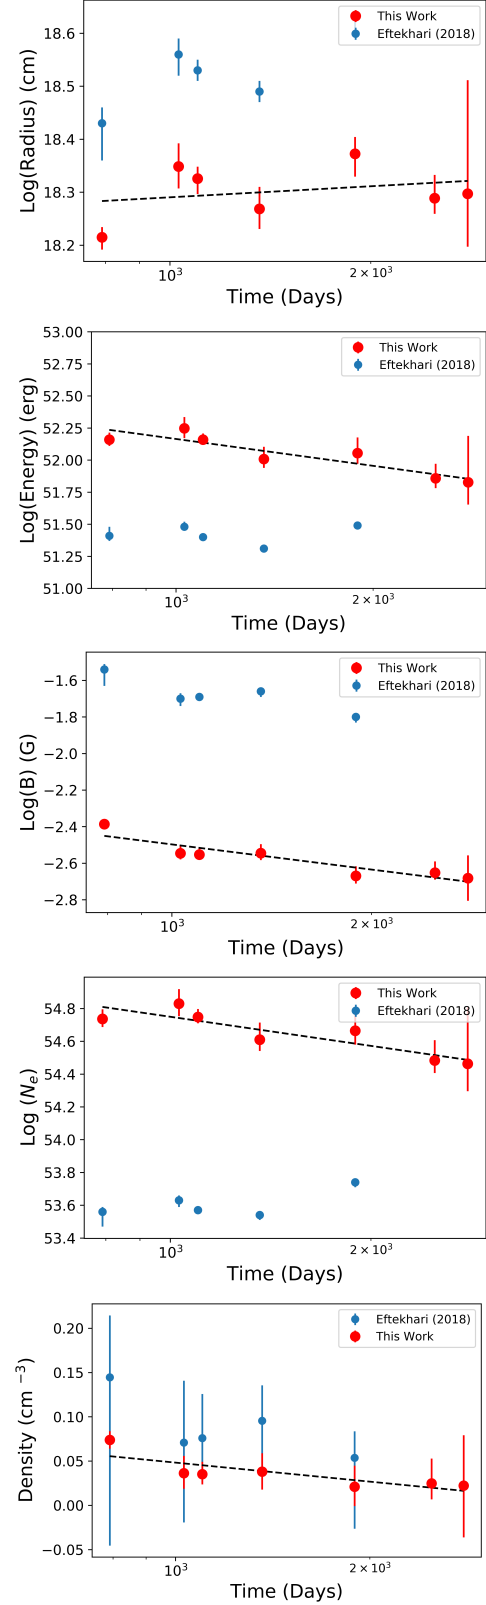 This Work
Eftekhari (2018)
Log(Radius) (cm)
18.6
18.5
18.4
18.3
18.2
10³
2 × 10³
Time (Days)
This Work
Eftekhari (2018)
Log(Energy) (erg)
53.00
52.75
52.50
52.25
52.00
51.75
51.50
51.25
51.00
10³
2 × 10³
Time (Days)
This Work
Eftekhari (2018)
Log(B) (G)
−1.6
−1.8
−2.0
−2.2
−2.4
−2.6
−2.8
10³
2 × 10³
Time (Days)
This Work
Eftekhari (2018)
Log (Nₑ)
54.8
54.6
54.4
54.2
54.0
53.8
53.6
53.4
10³
2 × 10³
Time (Days)
Eftekhari (2018)
This Work
Density (cm ⁻³)
0.20
0.15
0.10
0.05
0.00
−0.05
10³
2 × 10³
Time (Days)